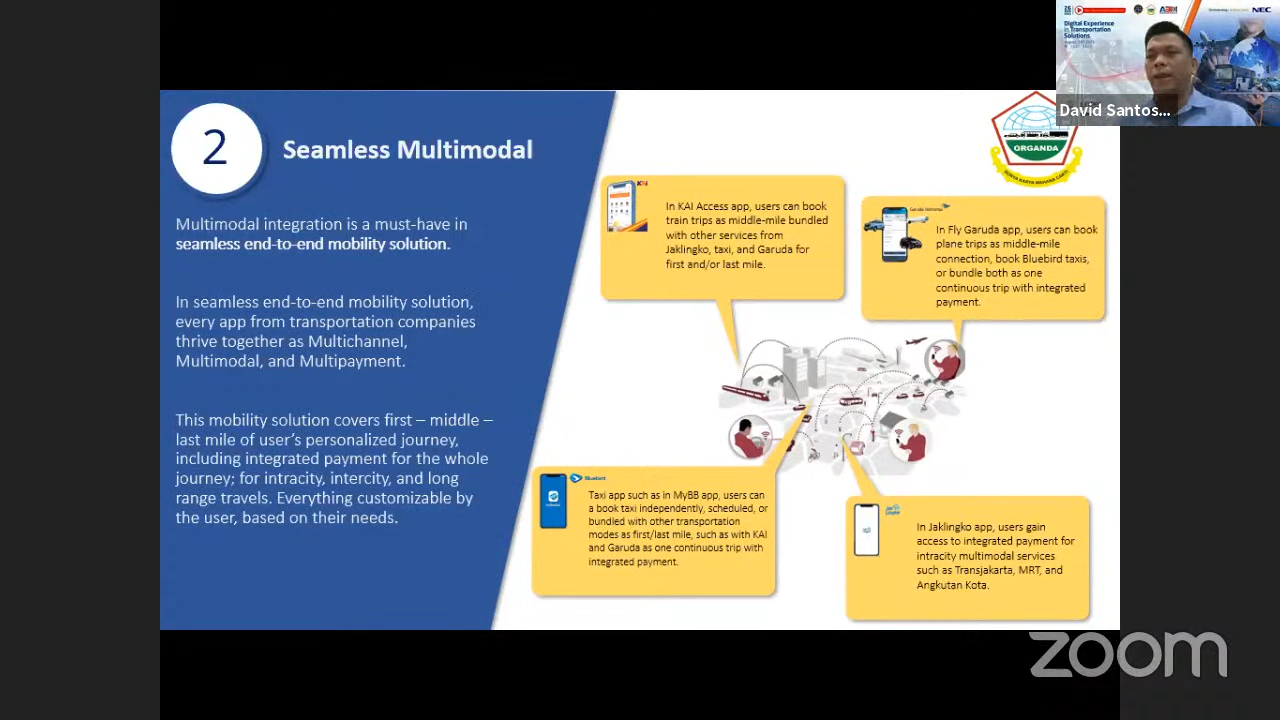 2
Seamless Multimodal
Multimodal integration is a must-have in
seamless end-to-end mobility solution.
In seamless end-to-end mobility solution,
every app from transportation companies
thrive together as Multichannel,
Multimodal, and Multipayment.
This mobility solution covers first – middle –
last mile of user's personalized journey,
including integrated payment for the whole
journey; for intracity, intercity, and long
range travels. Everything customizable by
the user, based on their needs.
In KAI Access app, users can book
train trips as middle-mile bundled
with other services from
Jaklingko, taxi, and Garuda for
first and/or last mile.
Garuda Indonesia
In Fly Garuda app, users can book
plane trips as middle-mile
connection, book Bluebird taxis,
or bundle both as one
continuous trip with integrated
payment.
Bluebird
Taxi app such as in MyBB app, users can
a book taxi independently, scheduled, or
bundled with other transportation
modes as first/last mile, such as with KAI
and Garuda as one continuous trip with
integrated payment.
In Jaklingko app, users gain
access to integrated payment for
intracity multimodal services
such as Transjakarta, MRT, and
Angkutan Kota.
ORGANDA
NEC
Digital Experience
in Transportation
Solutions
David Santos...
zoom